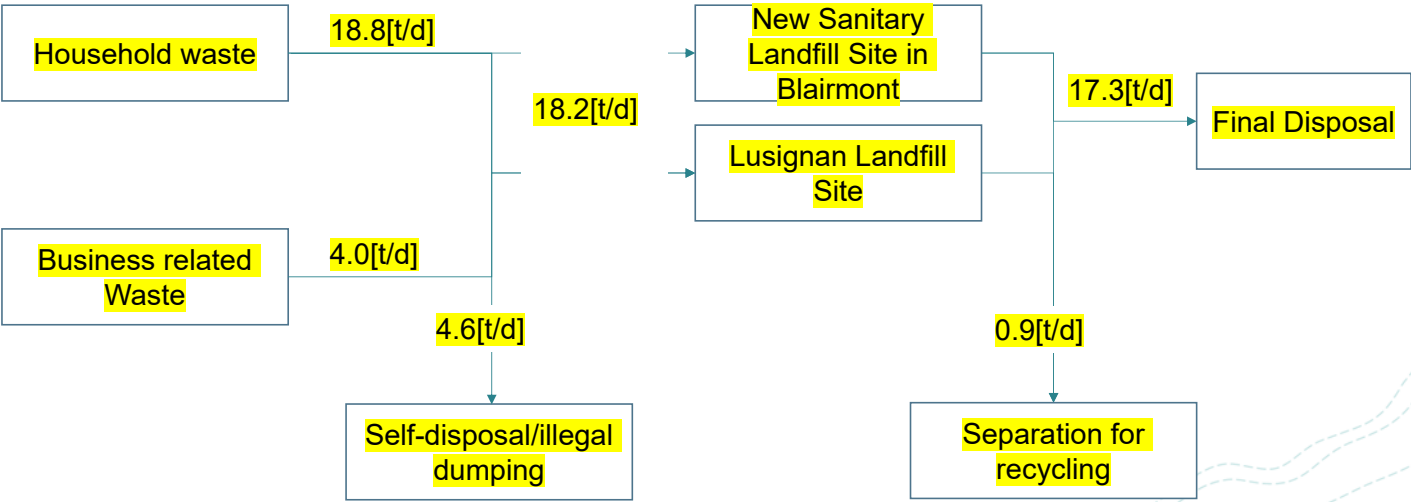 Household waste
18.8[t/d]
New Sanitary
Landfill Site in
Blairmont
18.2[t/d]
17.3[t/d]
Final Disposal
Lusignan Landfill
Site
Business related
Waste
4.0[t/d]
4.6[t/d]
0.9[t/d]
Self-disposal/illegal
dumping
Separation for
recycling